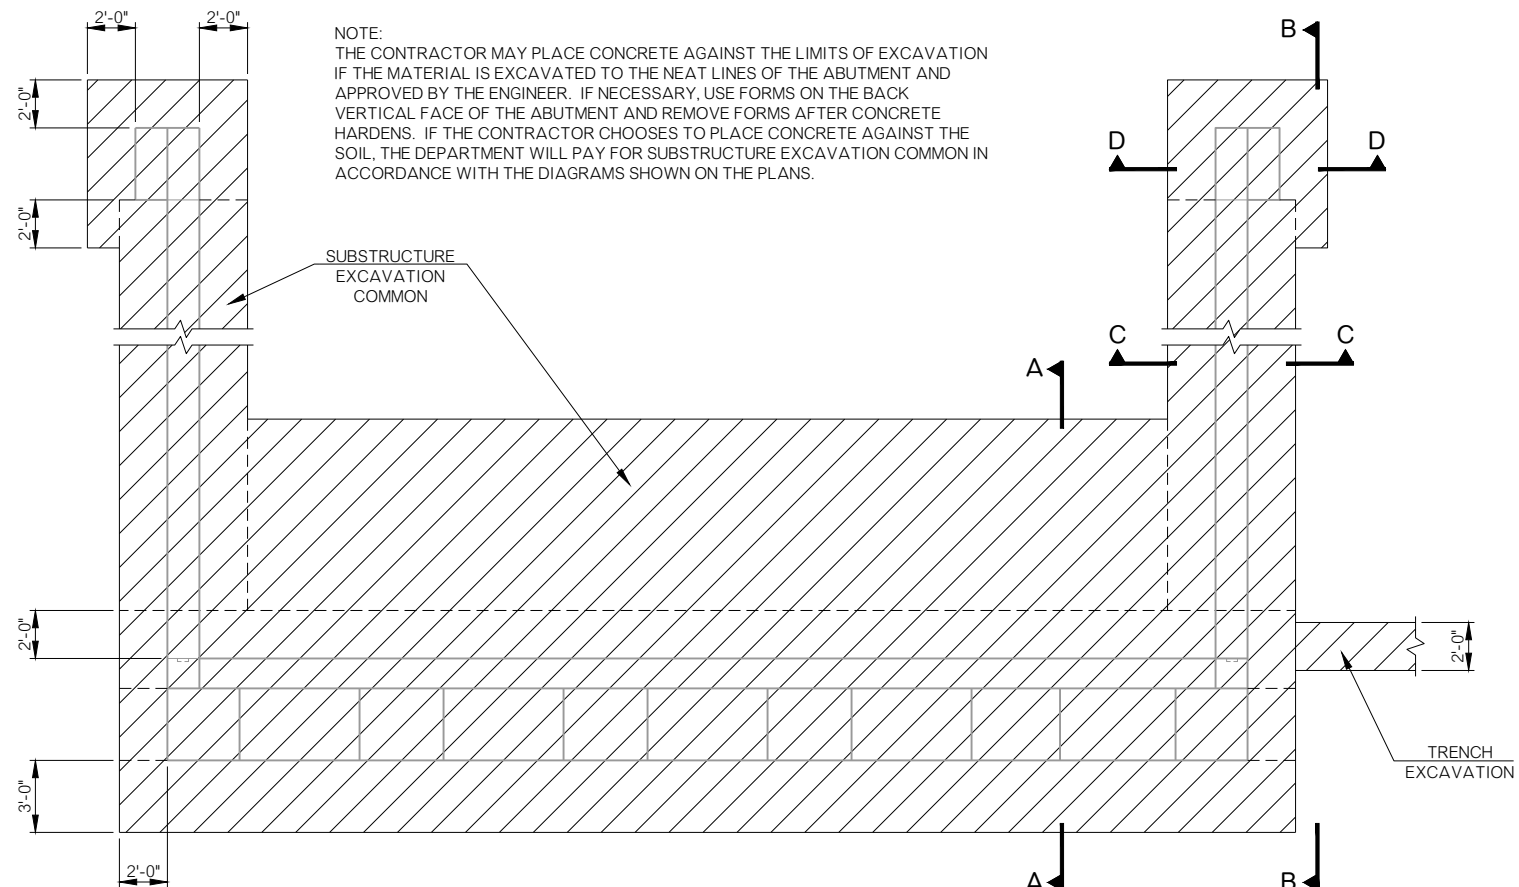 2'-0"
2'-0"
B
NOTE:
THE CONTRACTOR MAY PLACE CONCRETE AGAINST THE LIMITS OF EXCAVATION
IF THE MATERIAL IS EXCAVATED TO THE NEAT LINES OF THE ABUTMENT AND
APPROVED BY THE ENGINEER. IF NECESSARY, USE FORMS ON THE BACK
VERTICAL FACE OF THE ABUTMENT AND REMOVE FORMS AFTER CONCRETE
HARDENS. IF THE CONTRACTOR CHOOSES TO PLACE CONCRETE AGAINST THE
SOIL, THE DEPARTMENT WILL PAY FOR SUBSTRUCTURE EXCAVATION COMMON IN
ACCORDANCE WITH THE DIAGRAMS SHOWN ON THE PLANS.
2'-0"
D
D
2'-0"
SUBSTRUCTURE
EXCAVATION
COMMON
C
C
A
2'-0"
2'-0"
TRENCH
EXCAVATION
3'-0"
2'-0"
A
B